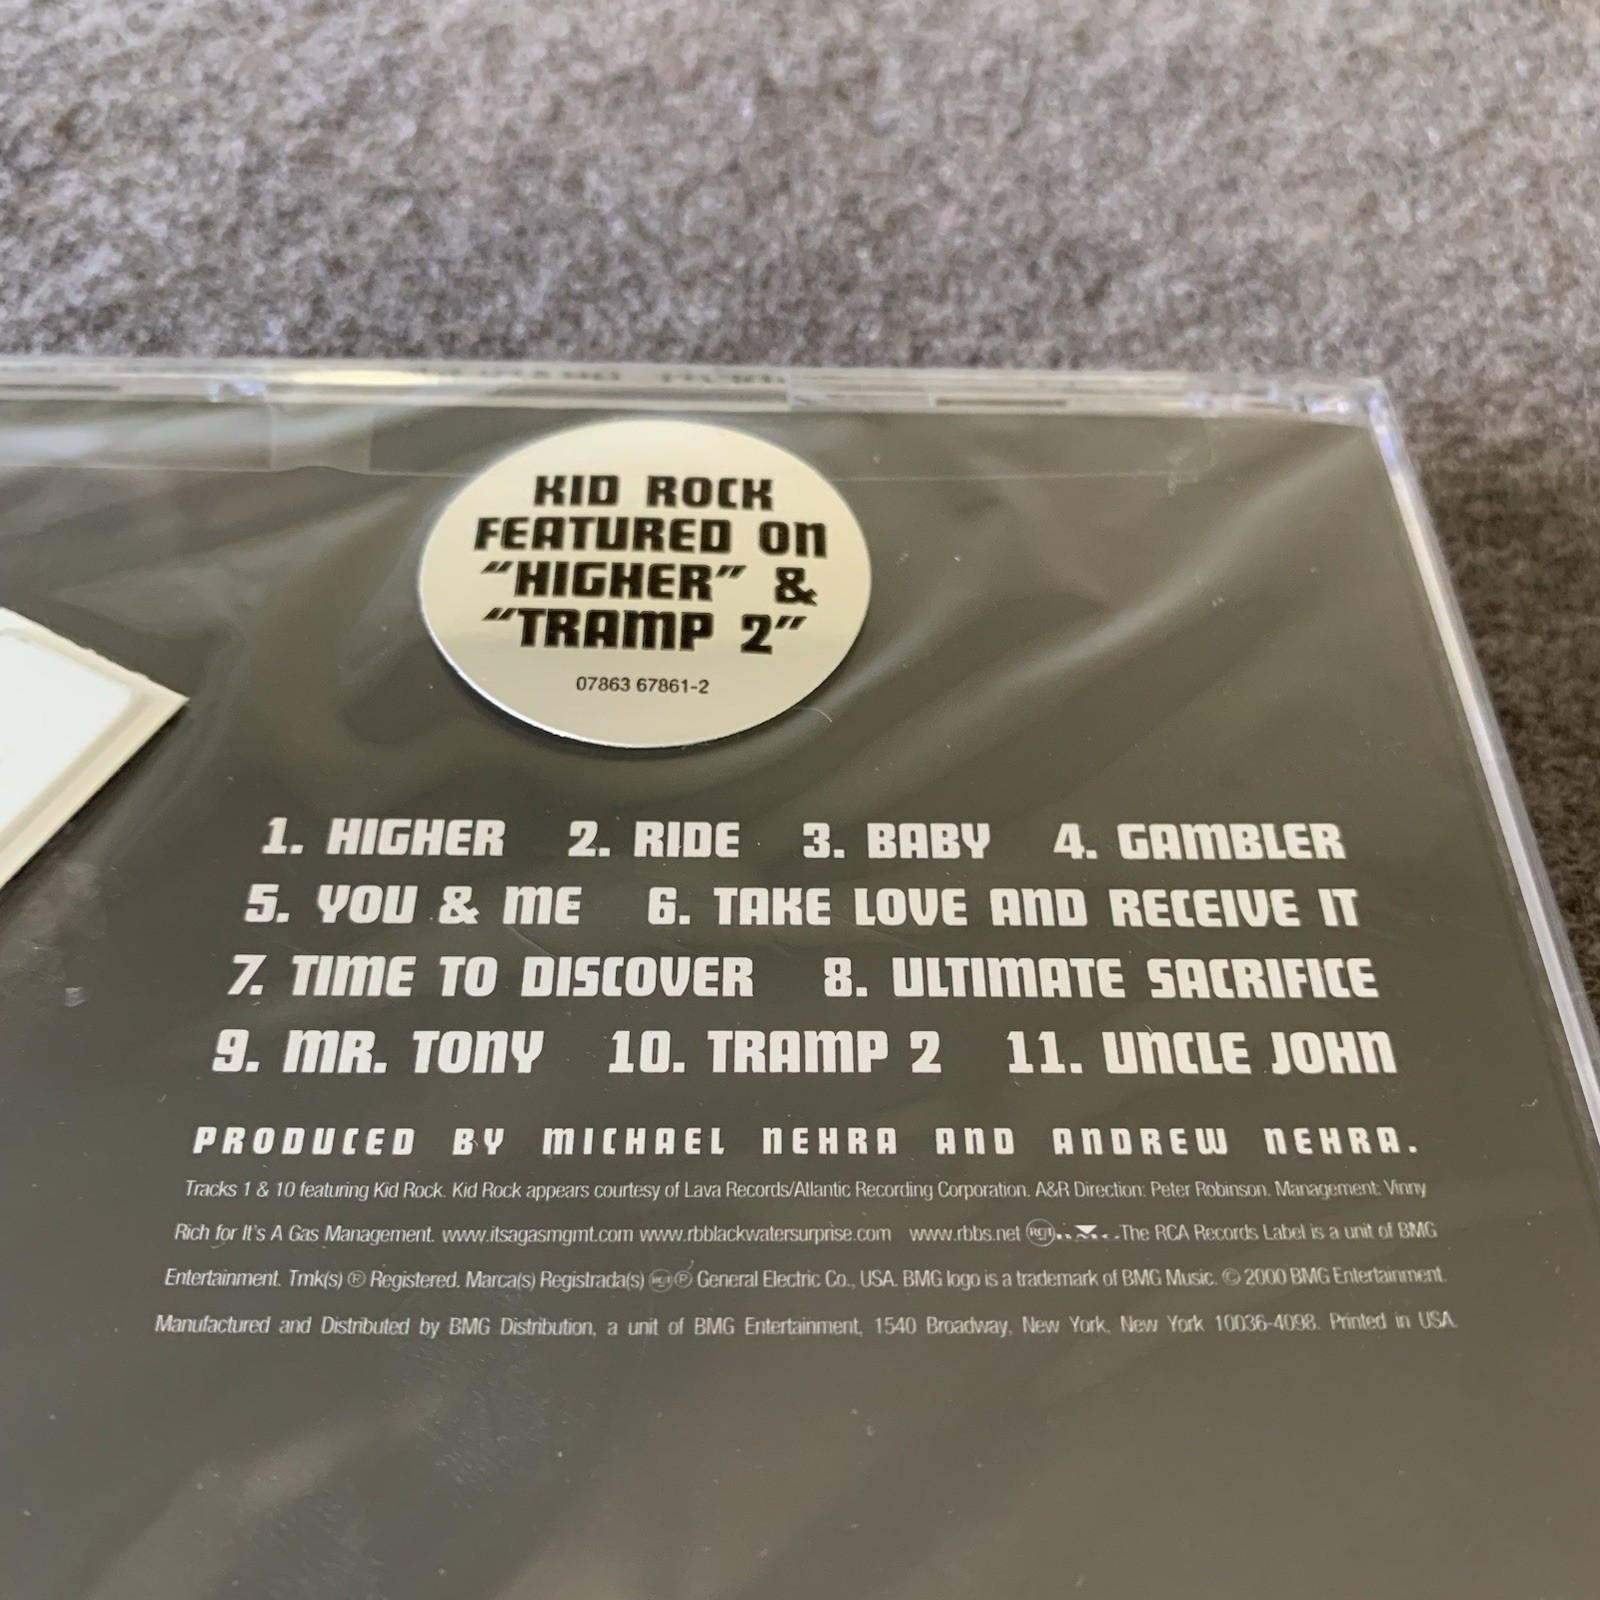 KID ROCK
FEATURED ON
"HIGHER" &
"TRAMP 2"
07863 67861-2
1. HIGHER 2. RIDE 3. BABY 4. GAMBLER
5. YOU & ME 6. TAKE LOVE AND RECEIVE IT
7. TIME TO DISCOVER 8. ULTIMATE SACRIFICE
9. MR. TONY 10. TRAMP 2 11. UNCLE JOHN
PRODUCED BY MICHAEL NEHRA AND ANDREW NEHRA.
Tracks 1 & 10 featuring Kid Rock. Kid Rock appears courtesy of Lava Records/Atlantic Recording Corporation. A&R Direction: Peter Robinson. Management: Vinny
Rich for It's A Gas Management. www.itsagasmgmt.com www.rbblackwatersurprise.com www.rbbs.net RCA The RCA Records Label is a unit of BMG
Entertainment. Tmk(s) ® Registered. Marca(s) Registrada(s) RCA ℗ General Electric Co., USA. BMG logo is a trademark of BMG Music. © 2000 BMG Entertainment.
Manufactured and Distributed by BMG Distribution, a unit of BMG Entertainment, 1540 Broadway, New York, New York 10036-4098. Printed in USA.